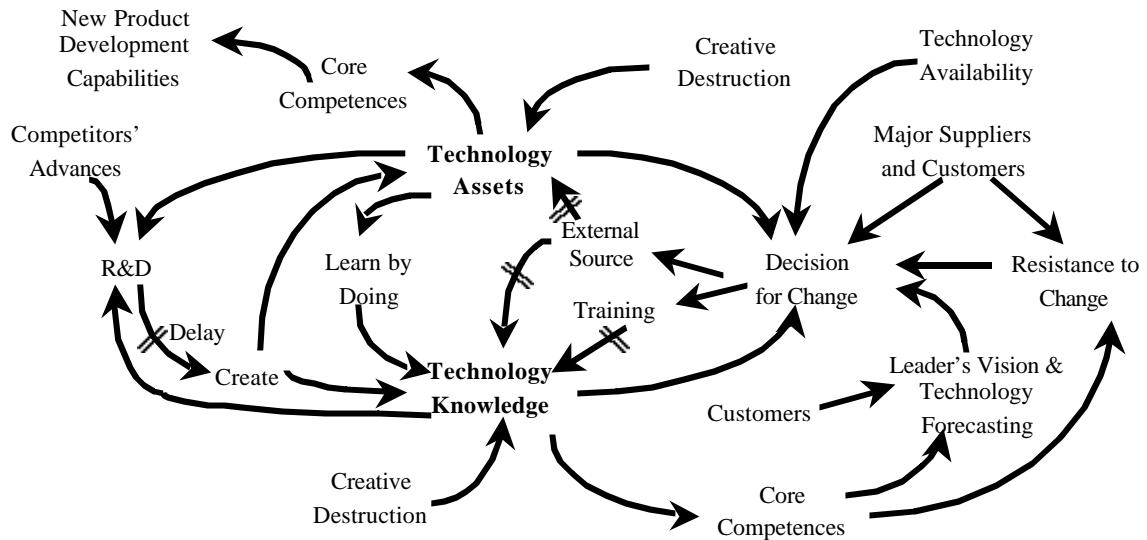 New Product
Development
Capabilities
Core
Competences
Creative
Destruction
Technology
Availability
Competitors’
Advances
Technology
Assets
Major Suppliers
and Customers
R&D
Learn by
Doing
External
Source
Decision
for Change
Resistance to
Change
Training
Delay
Create
Technology
Knowledge
Leader’s Vision &
Technology
Forecasting
Customers
Creative
Destruction
Core
Competences